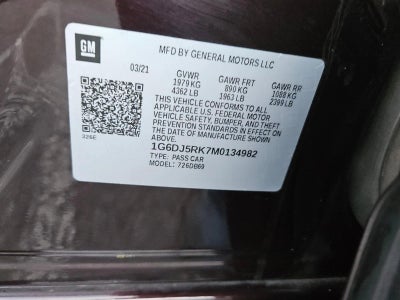 GM
MFD BY GENERAL MOTORS LLC
03/21 GVWR GAWR FRT GAWR RR
1979 KG 890 KG 1088 KG
4362 LB 1963 LB 2399 LB
THIS VEHICLE CONFORMS TO ALL
APPLICABLE U.S. FEDERAL MOTOR
VEHICLE SAFETY, BUMPER, AND THEFT
PREVENTION STANDARDS IN EFFECT
ON THE DATE OF MANUFACTURE SHOWN
ABOVE.
326E
1G6DJ5RK7M0134982
TYPE: PASS CAR
MODEL: 726DB69